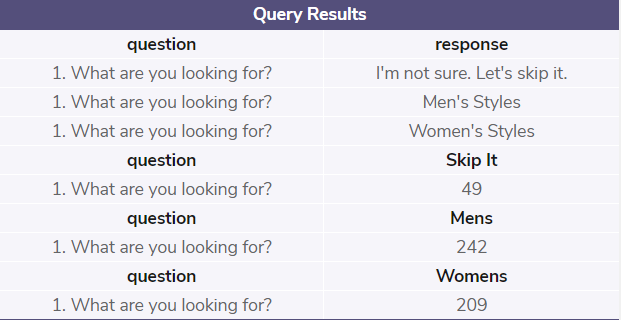 Query Results
question response
1. What are you looking for? I'm not sure. Let's skip it.
1. What are you looking for? Men's Styles
1. What are you looking for? Women's Styles
question Skip It
1. What are you looking for? 49
question Mens
1. What are you looking for? 242
question Womens
1. What are you looking for? 209